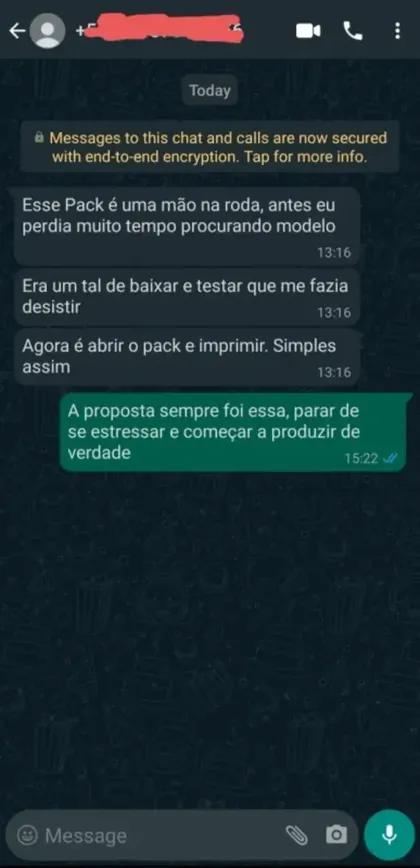 Today
Messages to this chat and calls are now secured
with end-to-end encryption. Tap for more info.
Esse Pack é uma mão na roda, antes eu
perdia muito tempo procurando modelo
13:16
Era um tal de baixar e testar que me fazia
desistir
13:16
Agora é abrir o pack e imprimir. Simples
assim
13:16
A proposta sempre foi essa, parar de
se estressar e começar a produzir de
verdade
15:22
Message